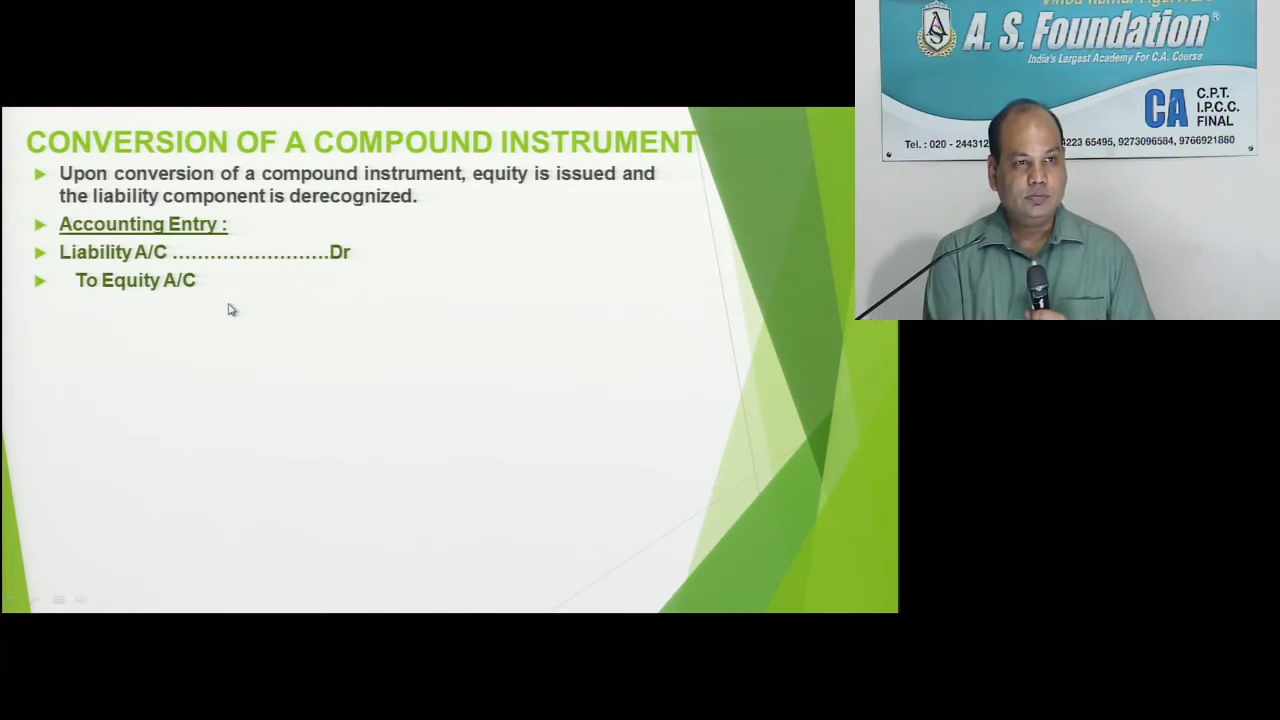 A. S. Foundation®
India's Largest Academy For C.A. Course
CA
C.P.T.
I.P.C.C.
FINAL
Tel.: 020 - 244312 4223 65495, 9273096584, 9766921860
CONVERSION OF A COMPOUND INSTRUMENT
Upon conversion of a compound instrument, equity is issued and
the liability component is derecognized.
Accounting Entry :
Liability A/C ……………………..Dr
To Equity A/C